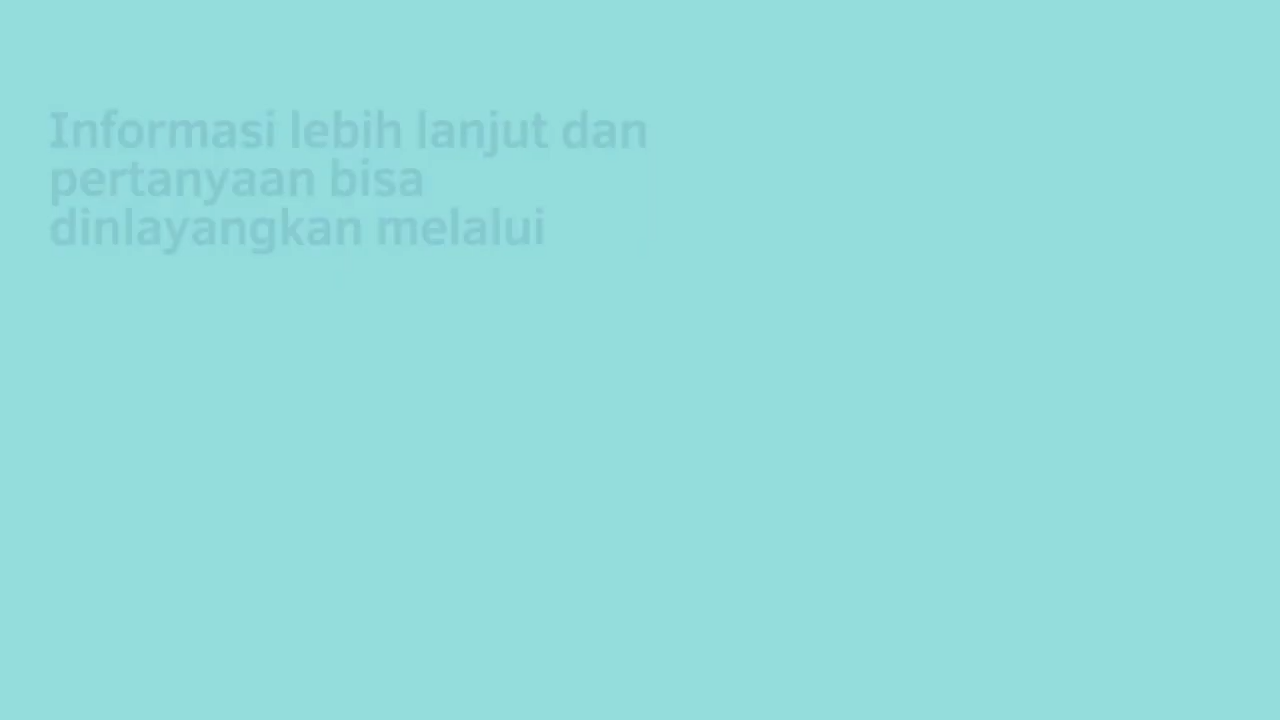 Informasi lebih lanjut dan
pertanyaan bisa
dinlayangkan melalui